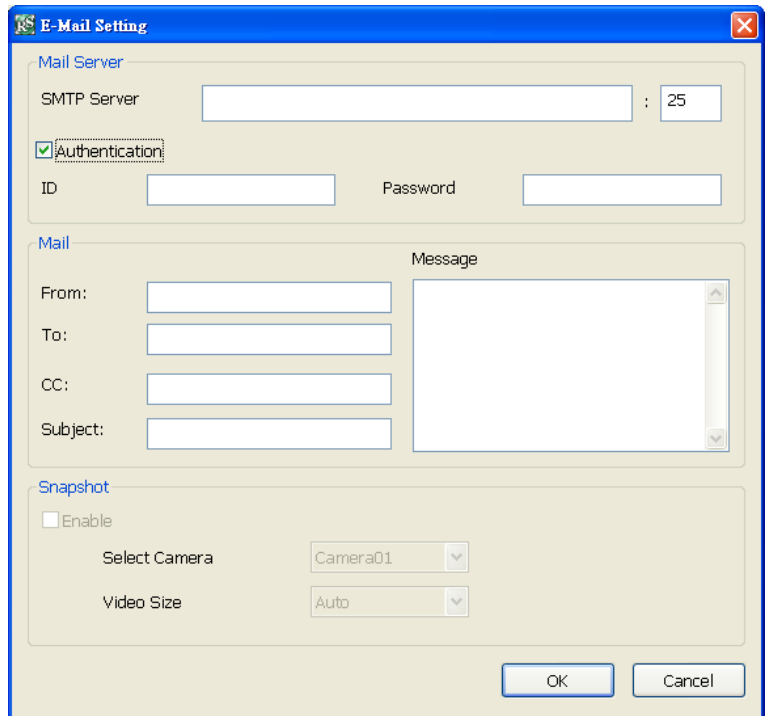 RS E-Mail Setting
Mail Server
SMTP Server : 25
Authentication
ID Password
Mail
Message
From:
To:
CC:
Subject:
Snapshot
Enable
Select Camera Camera01
Video Size Auto
OK Cancel